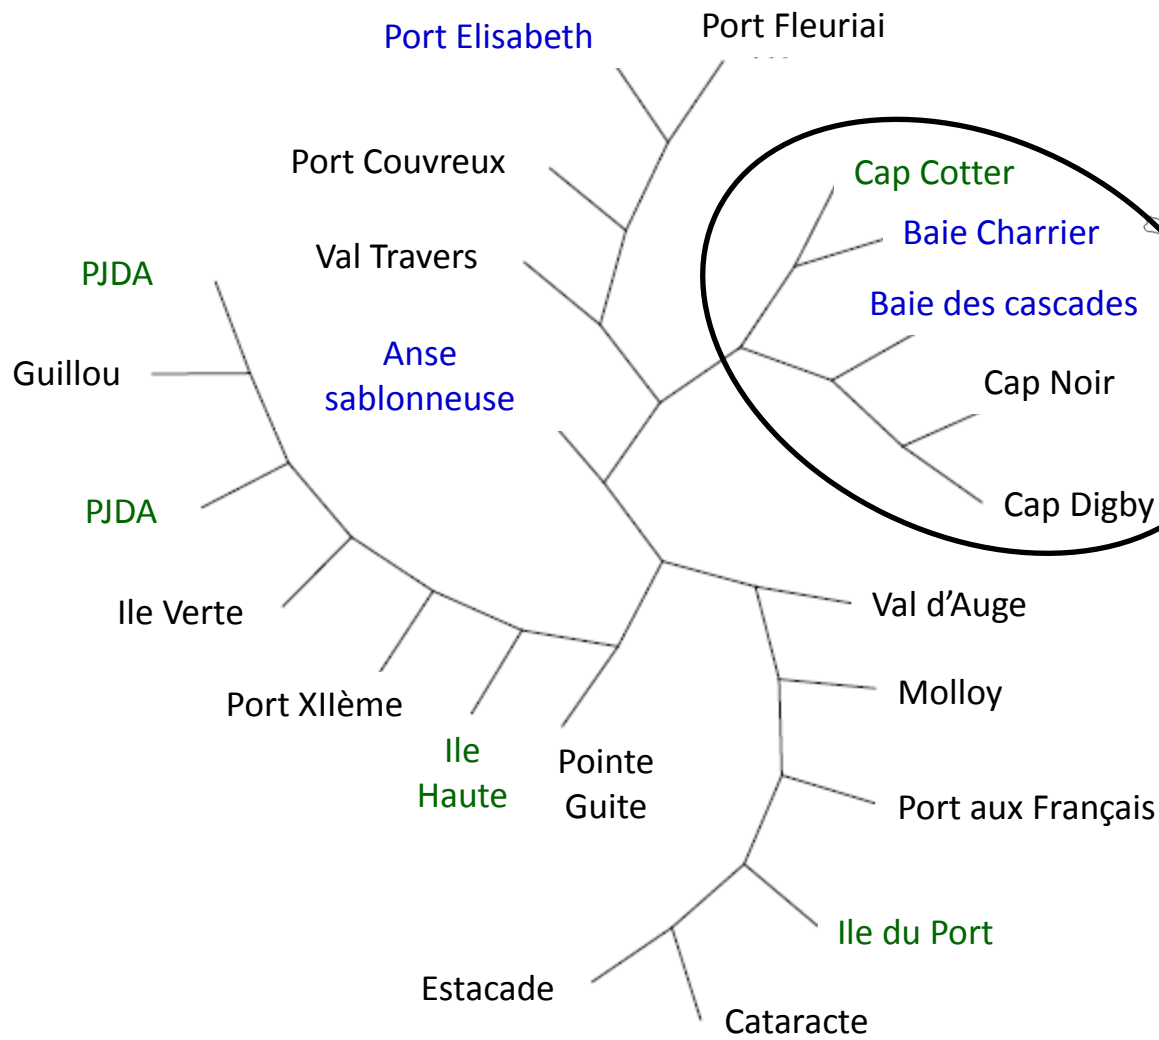 Port Elisabeth
Port Fleuriai
Port Couvreux
Cap Cotter
Baie Charrier
Val Travers
PJDA
Baie des cascades
Anse
sablonneuse
Guillou
Cap Noir
PJDA
Cap Digby
Ile Verte
Val d'Auge
Port XIIème
Molloy
Ile
Haute
Pointe
Guite
Port aux Français
Ile du Port
Estacade
Cataracte